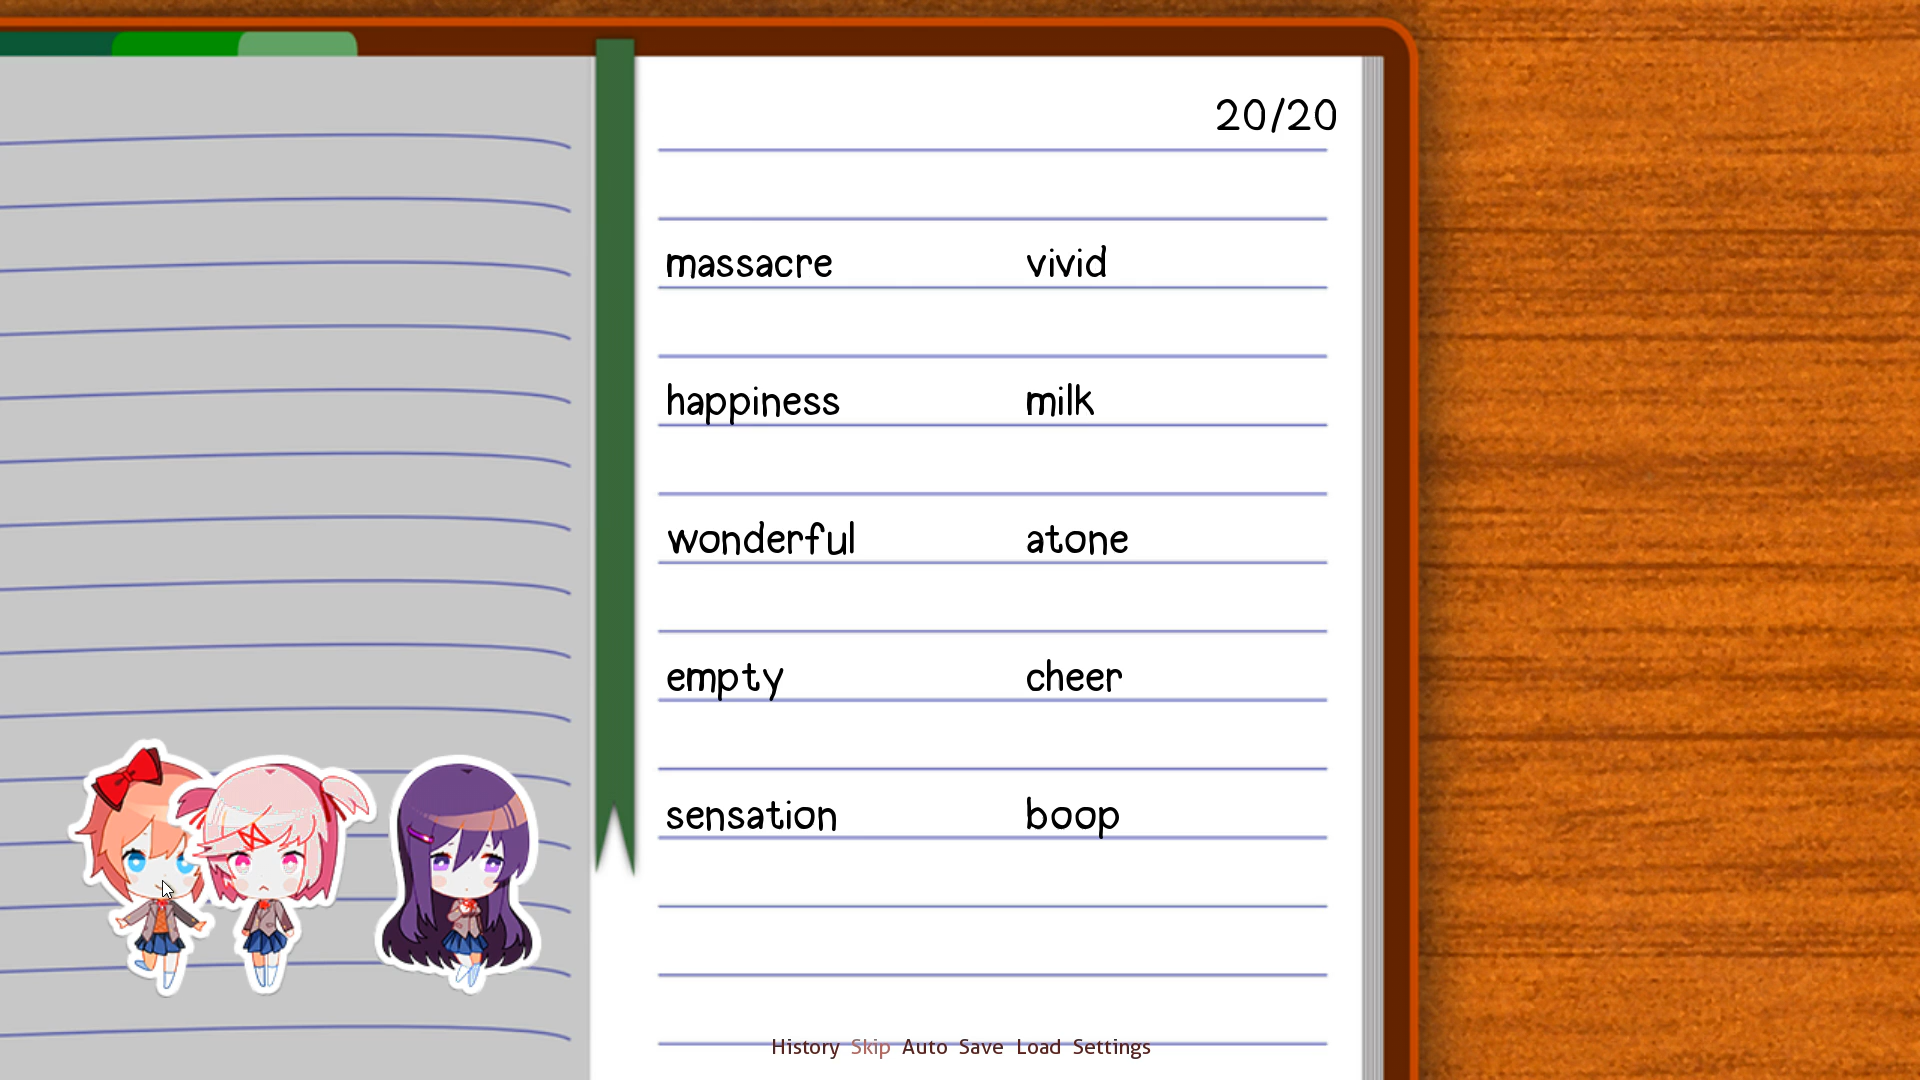 20/20
massacre vivid
happiness milk
wonderful atone
empty cheer
sensation boop
History Skip Auto Save Load Settings